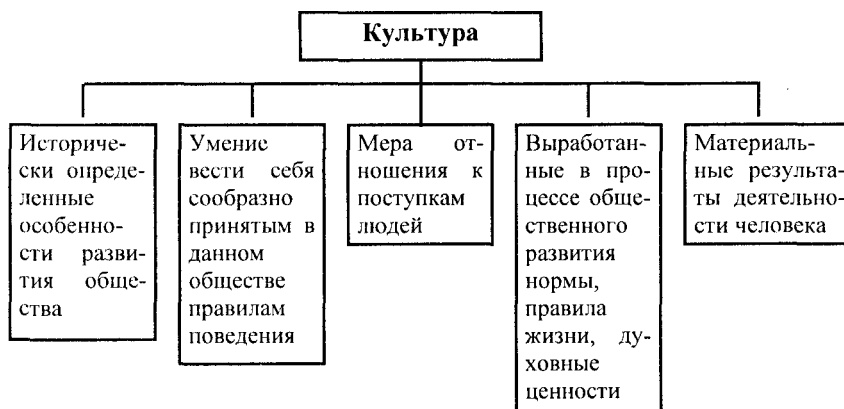 Культура
Историче-
ски опреде-
ленные
особенно-
сти разви-
тия обще-
ства
Умение
вести себя
сообразно
принятым в
данном
обществе
правилам
поведения
Мера от-
ношения к
поступкам
людей
Выработан-
ные в про-
цессе обще-
ственного
развития
нормы,
правила
жизни, ду-
ховные
ценности
Материаль-
ные результа-
ты деятельно-
сти человека